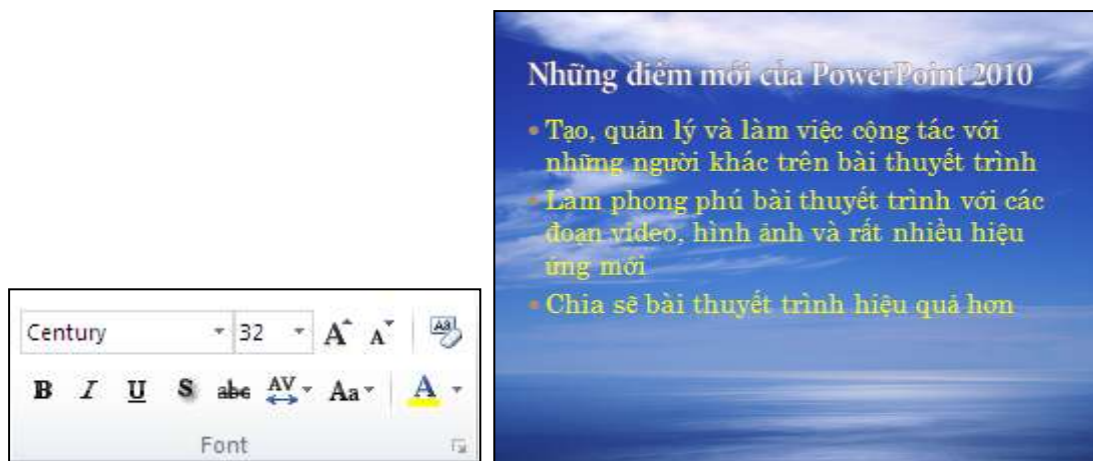 Những điểm mới của PowerPoint 2010
Tạo, quản lý và làm việc cộng tác với
những người khác trên bài thuyết trình
Làm phong phú bài thuyết trình với các
đoạn video, hình ảnh và rất nhiều hiệu
ứng mới
Chia sẽ bài thuyết trình hiệu quả hơn
Century 32 A A Aa
B I U S abc AV Aa A
Font